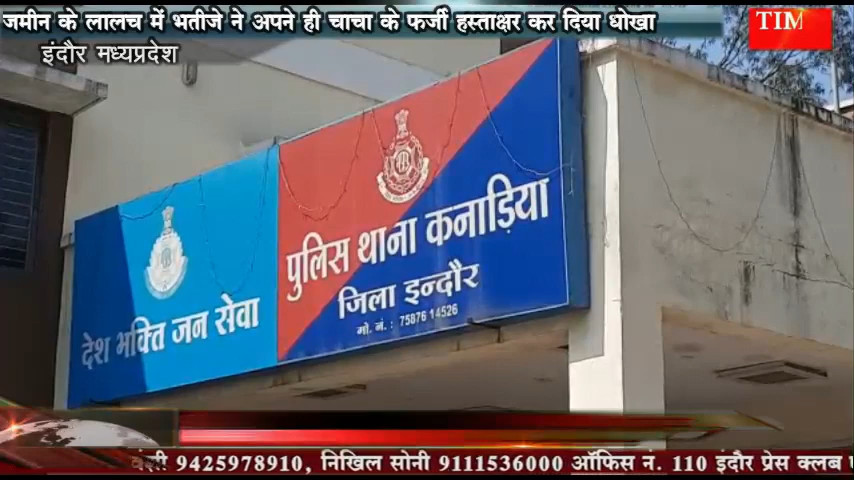 जमीन के लालच में भतीजे ने अपने ही चाचा के फर्जी हस्ताक्षर कर दिया धोखा
TIM
इंदौर मध्यप्रदेश
देश भक्ति जन सेवा
पुलिस थाना कनाड़िया
जिला इन्दौर
मो. नं. : 75876 14526
9425978910, निखिल सोनी 9111536000 ऑफिस नं. 110 इंदौर प्रेस क्लब